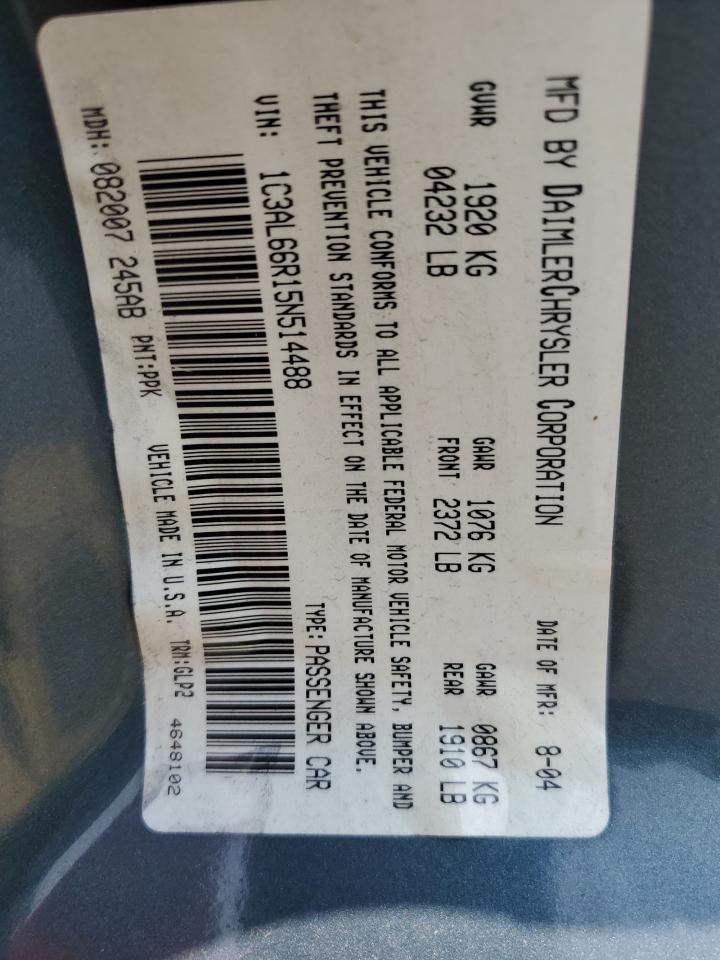 MFD BY DAIMLERCHRYSLER CORPORATION DATE OF MFR: 8-04
GVWR 1920 KG GAWR 1076 KG GAWR 0867 KG
04232 LB FRONT 2372 LB REAR 1910 LB
THIS VEHICLE CONFORMS TO ALL APPLICABLE FEDERAL MOTOR VEHICLE SAFETY, BUMPER AND
THEFT PREVENTION STANDARDS IN EFFECT ON THE DATE OF MANUFACTURE SHOWN ABOVE.
VIN: 1C3AL66R15N514488 TYPE: PASSENGER CAR
MDH: 082007 245AB PNT:PPK VEHICLE MADE IN U.S.A. TRM:GLP2 4648102